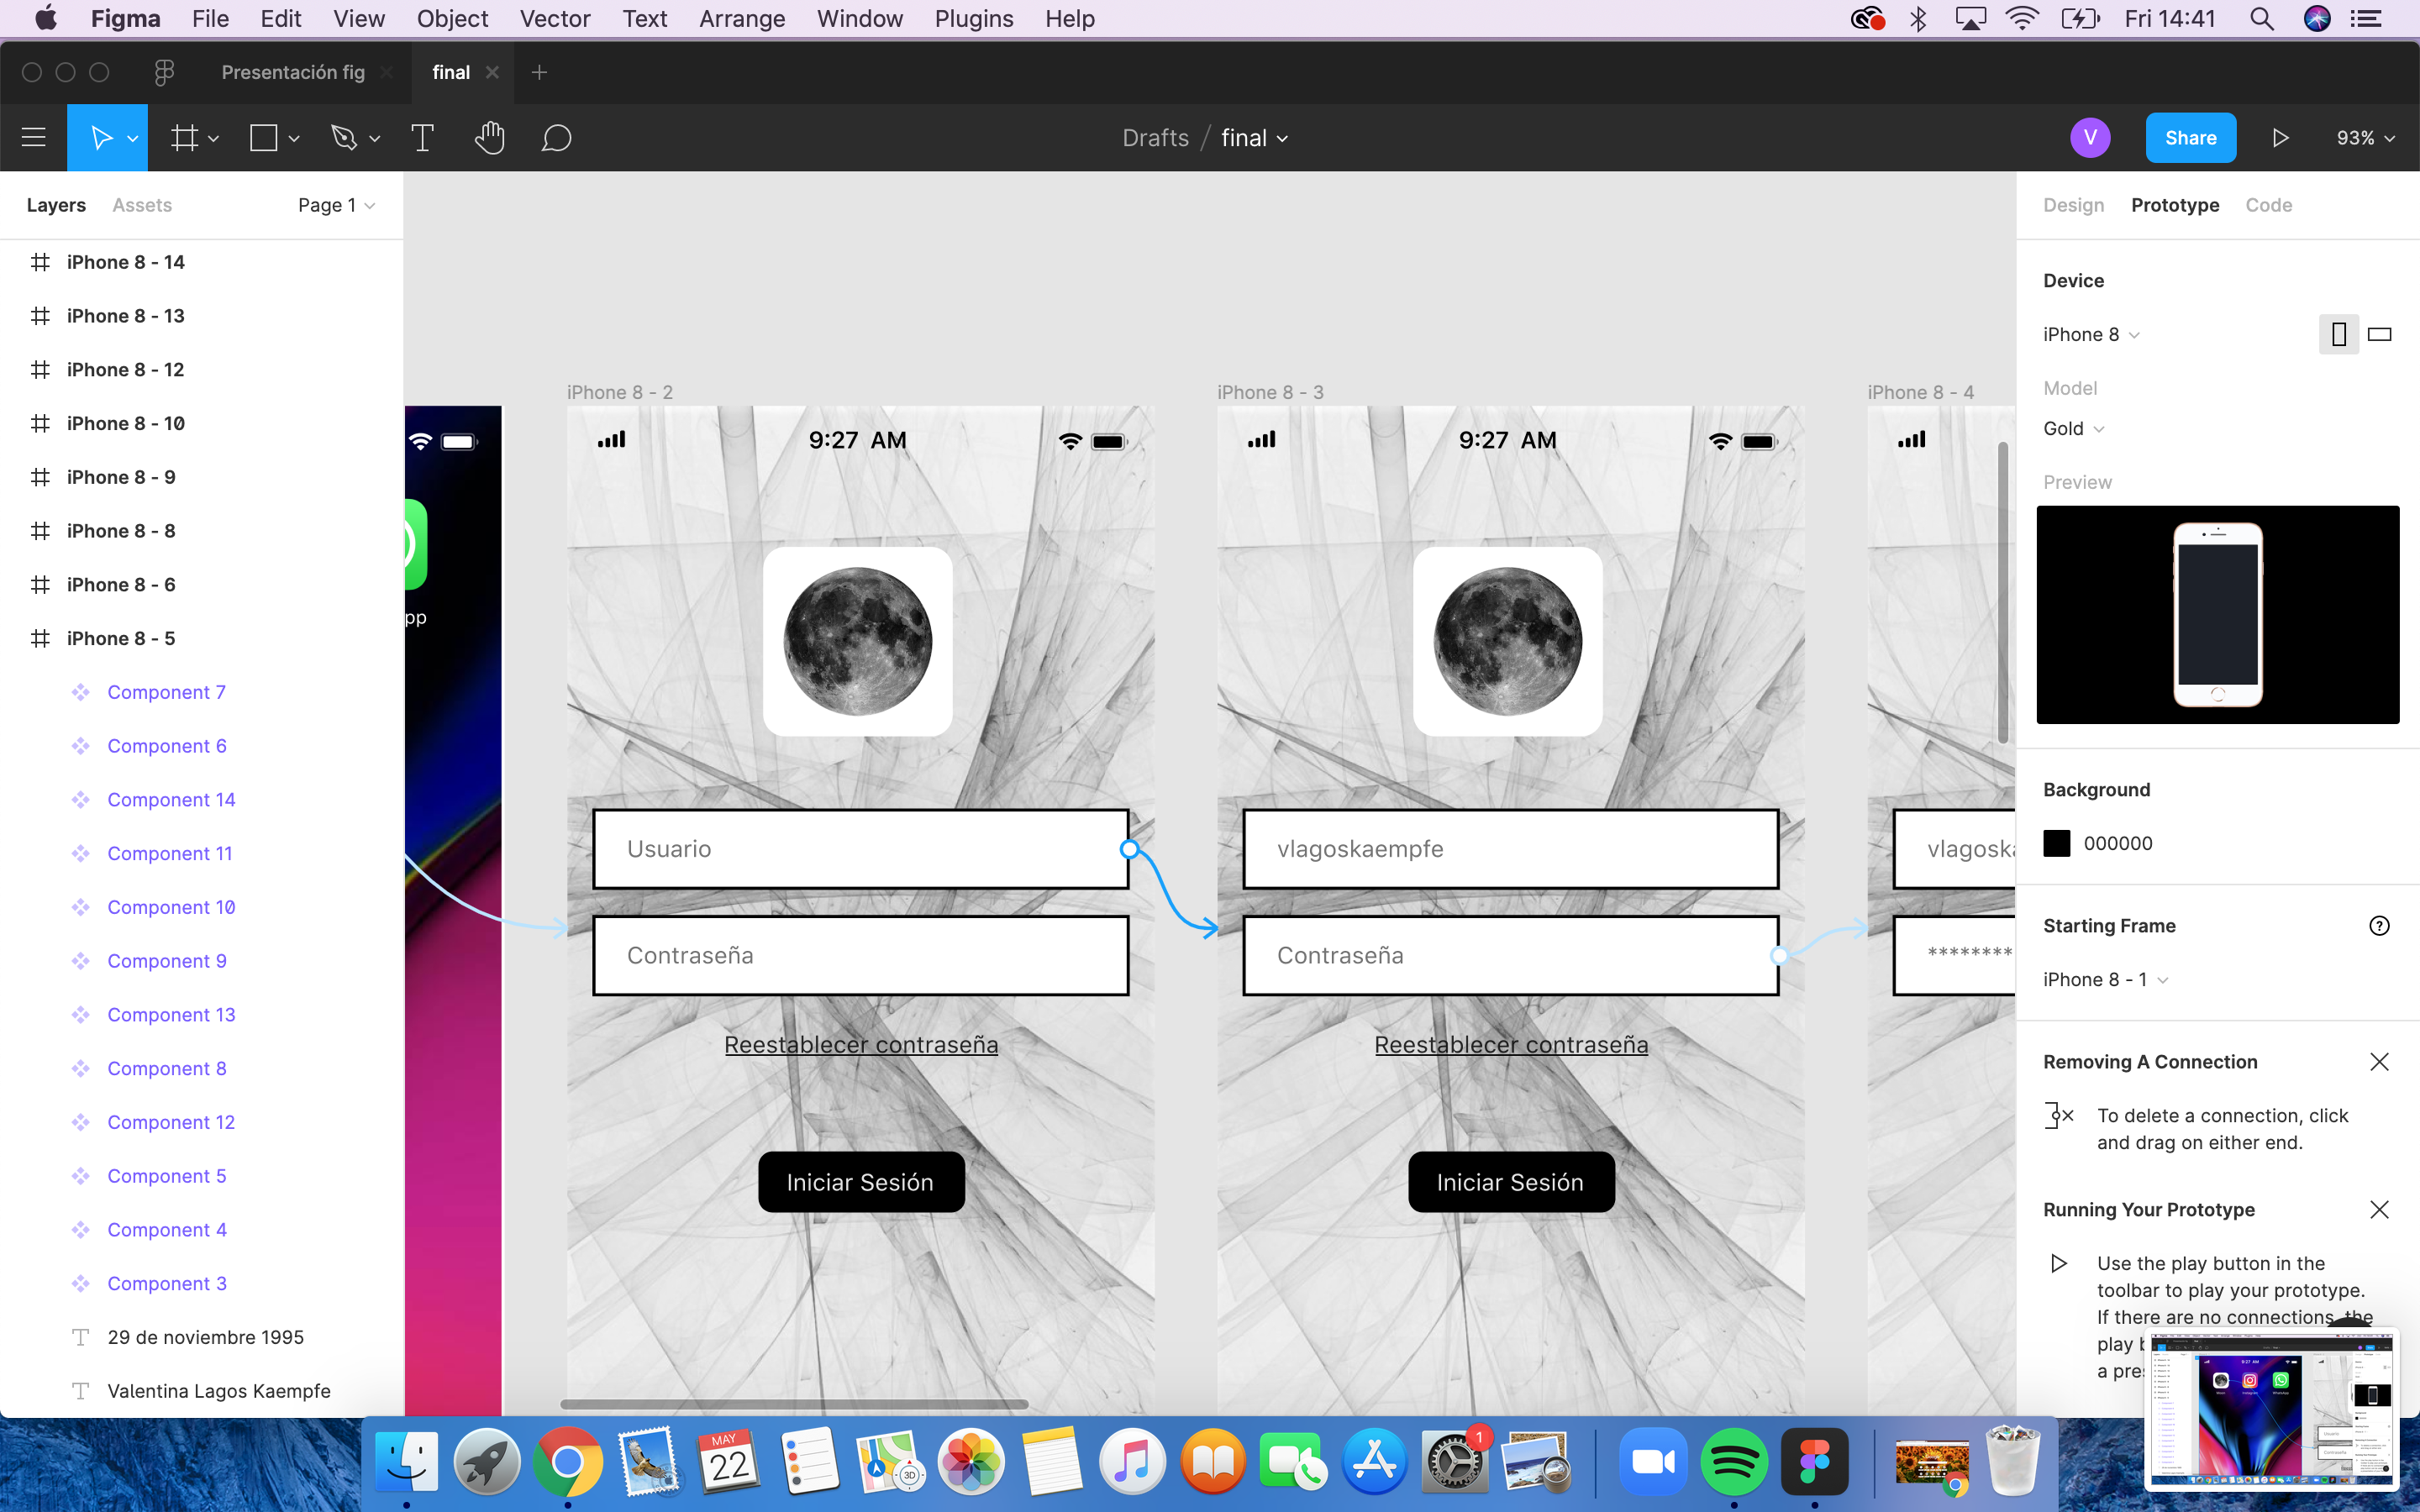 Figma File Edit View Object Vector Text Arrange Window Plugins Help Fri 14:41
Presentación fig final
Drafts / final V Share 93%
Layers Assets Page 1
Design Prototype Code
iPhone 8 - 14
iPhone 8 - 13
iPhone 8 - 12
iPhone 8 - 10
iPhone 8 - 9
iPhone 8 - 8
iPhone 8 - 6
iPhone 8 - 5
Component 7
Component 6
Component 14
Component 11
Component 10
Component 9
Component 13
Component 8
Component 12
Component 5
Component 4
Component 3
29 de noviembre 1995
Valentina Lagos Kaempfe
pp
iPhone 8 - 2
9:27 AM
Usuario
Contraseña
Reestablecer contraseña
Iniciar Sesión
iPhone 8 - 3
9:27 AM
vlagoskaempfe
Contraseña
Reestablecer contraseña
Iniciar Sesión
iPhone 8 - 4
vlagoska
********
Device
iPhone 8
Model
Gold
Preview
Background
000000
Starting Frame
iPhone 8 - 1
Removing A Connection
To delete a connection, click
and drag on either end.
Running Your Prototype
Use the play button in the
toolbar to play your prototype.
If there are no connections, the
play b
a pres
MAY
22
3D
1